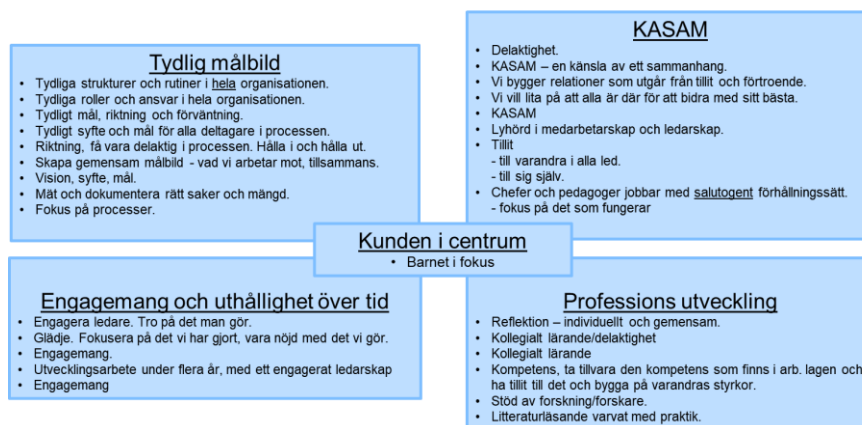 Tydlig målbild
• Tydliga strukturer och rutiner i hela organisationen.
• Tydliga roller och ansvar i hela organisationen.
• Tydligt mål, riktning och förväntning.
• Tydligt syfte och mål för alla deltagare i processen.
• Riktning, få vara delaktig i processen. Hålla i och hålla ut.
• Skapa gemensam målbild - vad vi arbetar mot, tillsammans.
• Vision, syfte, mål.
• Mät och dokumentera rätt saker och mängd.
• Fokus på processer.
KASAM
• Delaktighet.
• KASAM – en känsla av ett sammanhang.
• Vi bygger relationer som utgår från tillit och förtroende.
• Vi vill lita på att alla är där för att bidra med sitt bästa.
• KASAM
• Lyhörd i medarbetarskap och ledarskap.
• Tillit
- till varandra i alla led.
- till sig själv.
• Chefer och pedagoger jobbar med salutogent förhållningssätt.
- fokus på det som fungerar
Kunden i centrum
• Barnet i fokus
Engagemang och uthållighet över tid
• Engagera ledare. Tro på det man gör.
• Glädje. Fokusera på det vi har gjort, vara nöjd med det vi gör.
• Engagemang.
• Utvecklingsarbete under flera år, med ett engagerat ledarskap
• Engagemang
Professions utveckling
• Reflektion – individuellt och gemensam.
• Kollegialt lärande/delaktighet
• Kollegialt lärande
• Kompetens, ta tillvara den kompetens som finns i arb. lagen och
ha tillit till det och bygga på varandras styrkor.
• Stöd av forskning/forskare.
• Litteraturläsande varvat med praktik.